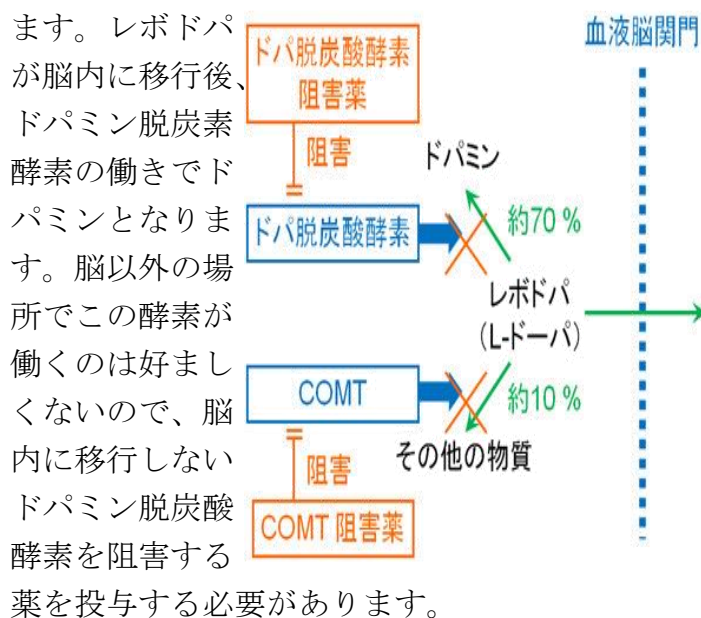 ます。レボドパ
が脳内に移行後、
ドパミン脱炭素
酵素の働きでド
パミンとなりま
す。脳以外の場
所でこの酵素が
働くのは好まし
くないので、脳
内に移行しない
ドパミン脱炭酸
酵素を阻害する
薬を投与する必要があります。
ドパ脱炭酸酵素
阻害薬
阻害
ドパ脱炭酸酵素
ドパミン
約70 %
血液脳関門
レボドパ
(L-ドーパ)
COMT
約10 %
その他の物質
阻害
COMT 阻害薬